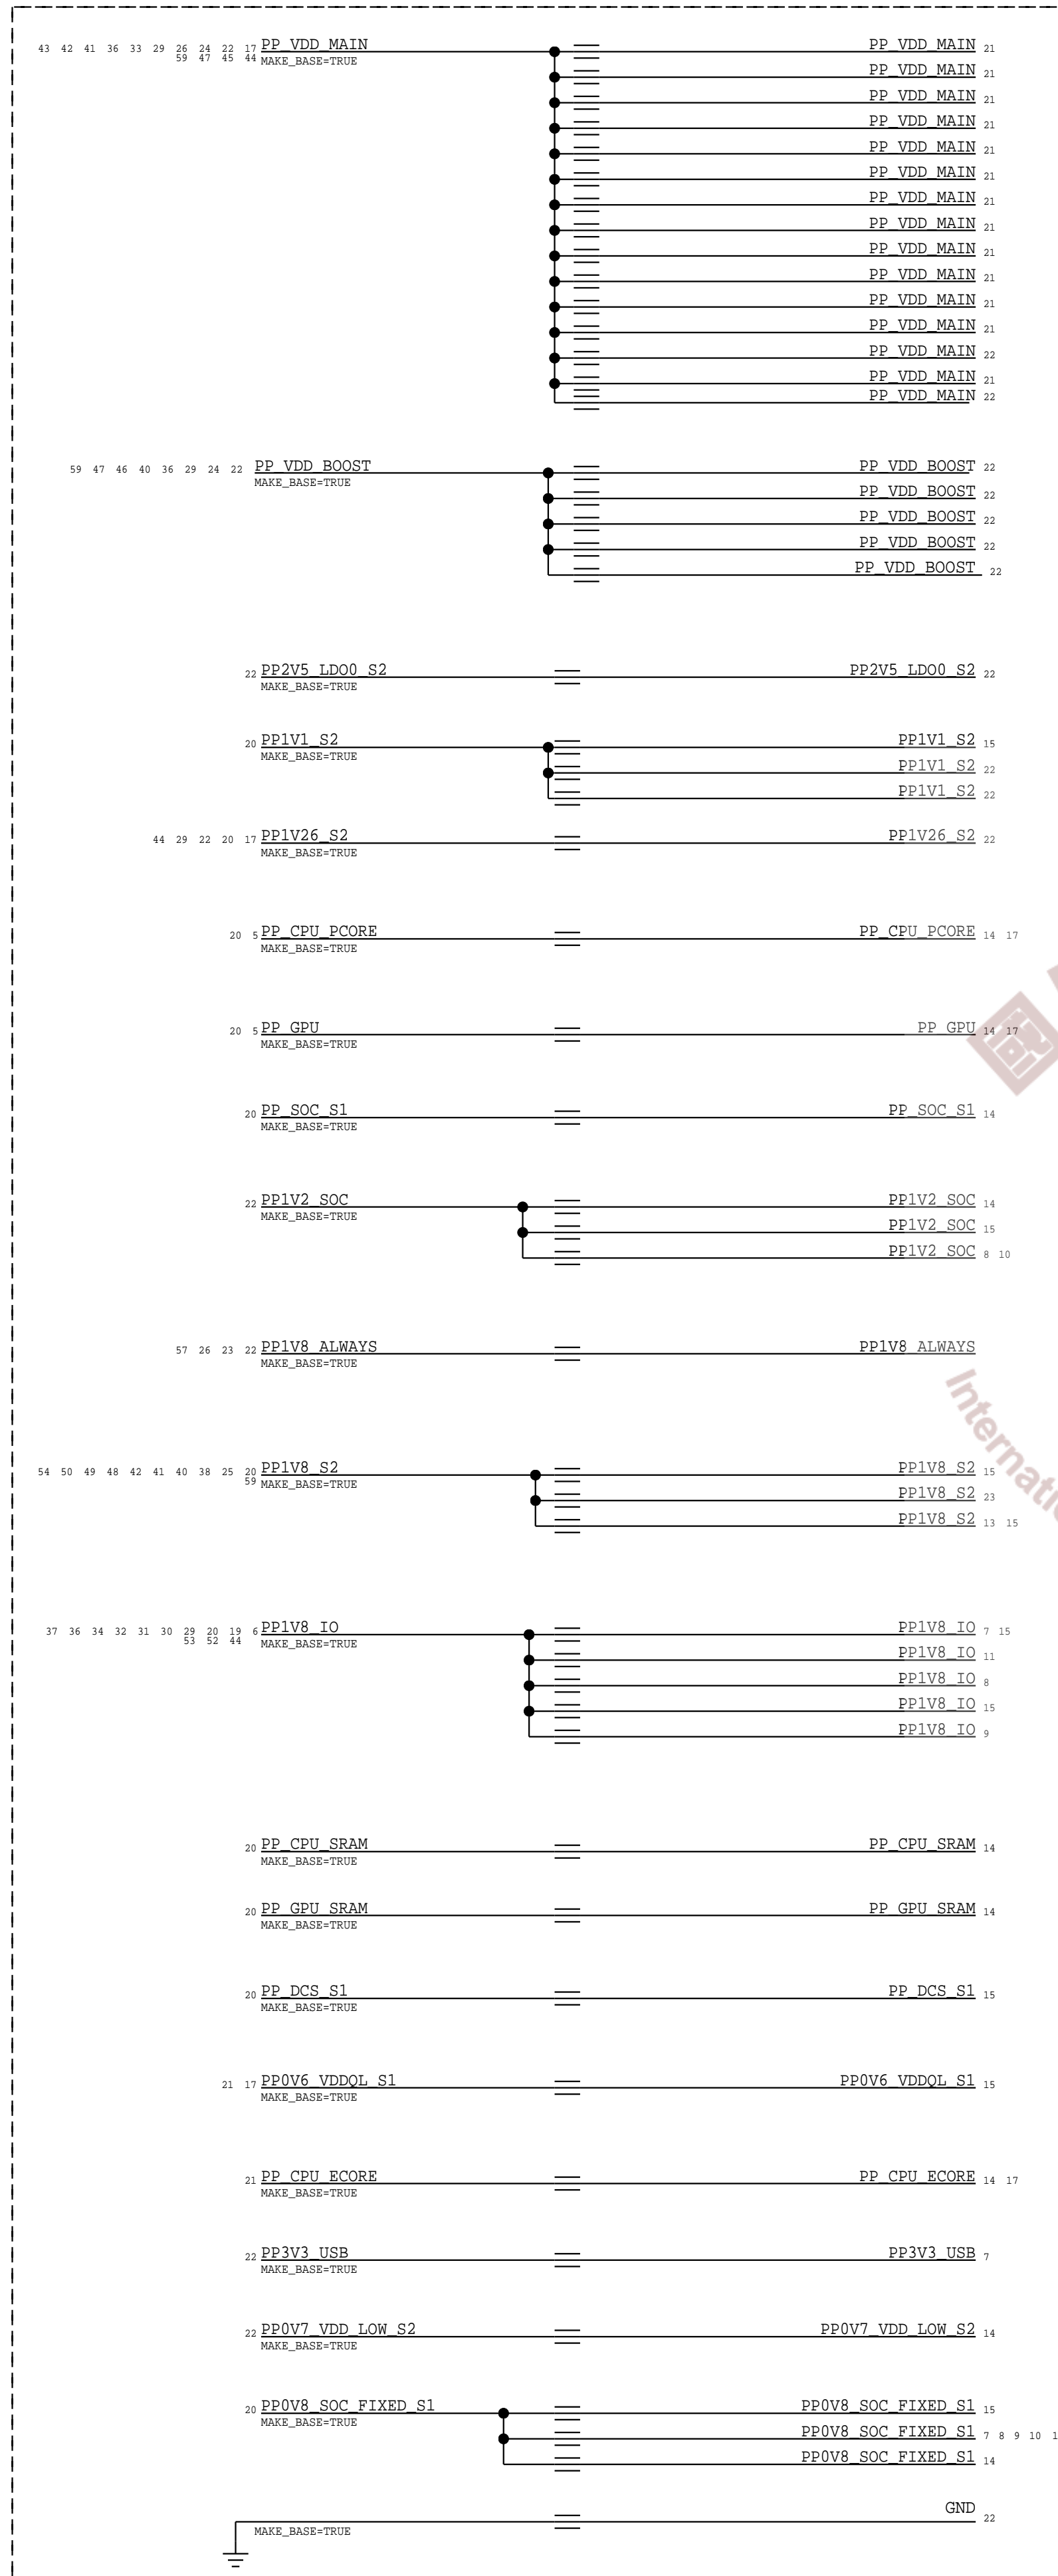 43 42 41 36 33 29 26 24 22 17 PP_VDD_MAIN PP_VDD_MAIN 21
59 47 45 44 MAKE_BASE=TRUE
PP_VDD_MAIN 21
PP_VDD_MAIN 21
PP_VDD_MAIN 21
PP_VDD_MAIN 21
PP_VDD_MAIN 21
PP_VDD_MAIN 21
PP_VDD_MAIN 21
PP_VDD_MAIN 21
PP_VDD_MAIN 21
PP_VDD_MAIN 21
PP_VDD_MAIN 21
PP_VDD_MAIN 22
PP_VDD_MAIN 21
PP_VDD_MAIN 22
59 47 46 40 36 29 24 22 PP_VDD_BOOST PP_VDD_BOOST 22
MAKE_BASE=TRUE
PP_VDD_BOOST 22
PP_VDD_BOOST 22
PP_VDD_BOOST 22
PP_VDD_BOOST 22
22 PP2V5_LDO0_S2 PP2V5_LDO0_S2 22
MAKE_BASE=TRUE
20 PP1V1_S2 PP1V1_S2 15
MAKE_BASE=TRUE
PP1V1_S2 22
PP1V1_S2 22
44 29 22 20 17 PP1V26_S2 PP1V26_S2 22
MAKE_BASE=TRUE
20 5 PP_CPU_PCORE PP_CPU_PCORE 14 17
MAKE_BASE=TRUE
20 5 PP_GPU PP_GPU 14 17
MAKE_BASE=TRUE
20 PP_SOC_S1 PP_SOC_S1 14
MAKE_BASE=TRUE
22 PP1V2_SOC PP1V2_SOC 14
MAKE_BASE=TRUE
PP1V2_SOC 15
PP1V2_SOC 8 10
57 26 23 22 PP1V8_ALWAYS PP1V8_ALWAYS
MAKE_BASE=TRUE
54 50 49 48 42 41 40 38 25 20 PP1V8_S2 PP1V8_S2 15
59 MAKE_BASE=TRUE
PP1V8_S2 23
PP1V8_S2 13 15
37 36 34 32 31 30 29 20 19 6 PP1V8_IO PP1V8_IO 7 15
53 52 44 MAKE_BASE=TRUE
PP1V8_IO 11
PP1V8_IO 8
PP1V8_IO 15
PP1V8_IO 9
20 PP_CPU_SRAM PP_CPU_SRAM 14
MAKE_BASE=TRUE
20 PP_GPU_SRAM PP_GPU_SRAM 14
MAKE_BASE=TRUE
20 PP_DCS_S1 PP_DCS_S1 15
MAKE_BASE=TRUE
21 17 PP0V6_VDDQL_S1 PP0V6_VDDQL_S1 15
MAKE_BASE=TRUE
21 PP_CPU_ECORE PP_CPU_ECORE 14 17
MAKE_BASE=TRUE
22 PP3V3_USB PP3V3_USB 7
MAKE_BASE=TRUE
22 PP0V7_VDD_LOW_S2 PP0V7_VDD_LOW_S2 14
MAKE_BASE=TRUE
20 PP0V8_SOC_FIXED_S1 PP0V8_SOC_FIXED_S1 15
MAKE_BASE=TRUE
PP0V8_SOC_FIXED_S1 7 8 9 10
PP0V8_SOC_FIXED_S1 14
GND 22
MAKE_BASE=TRUE